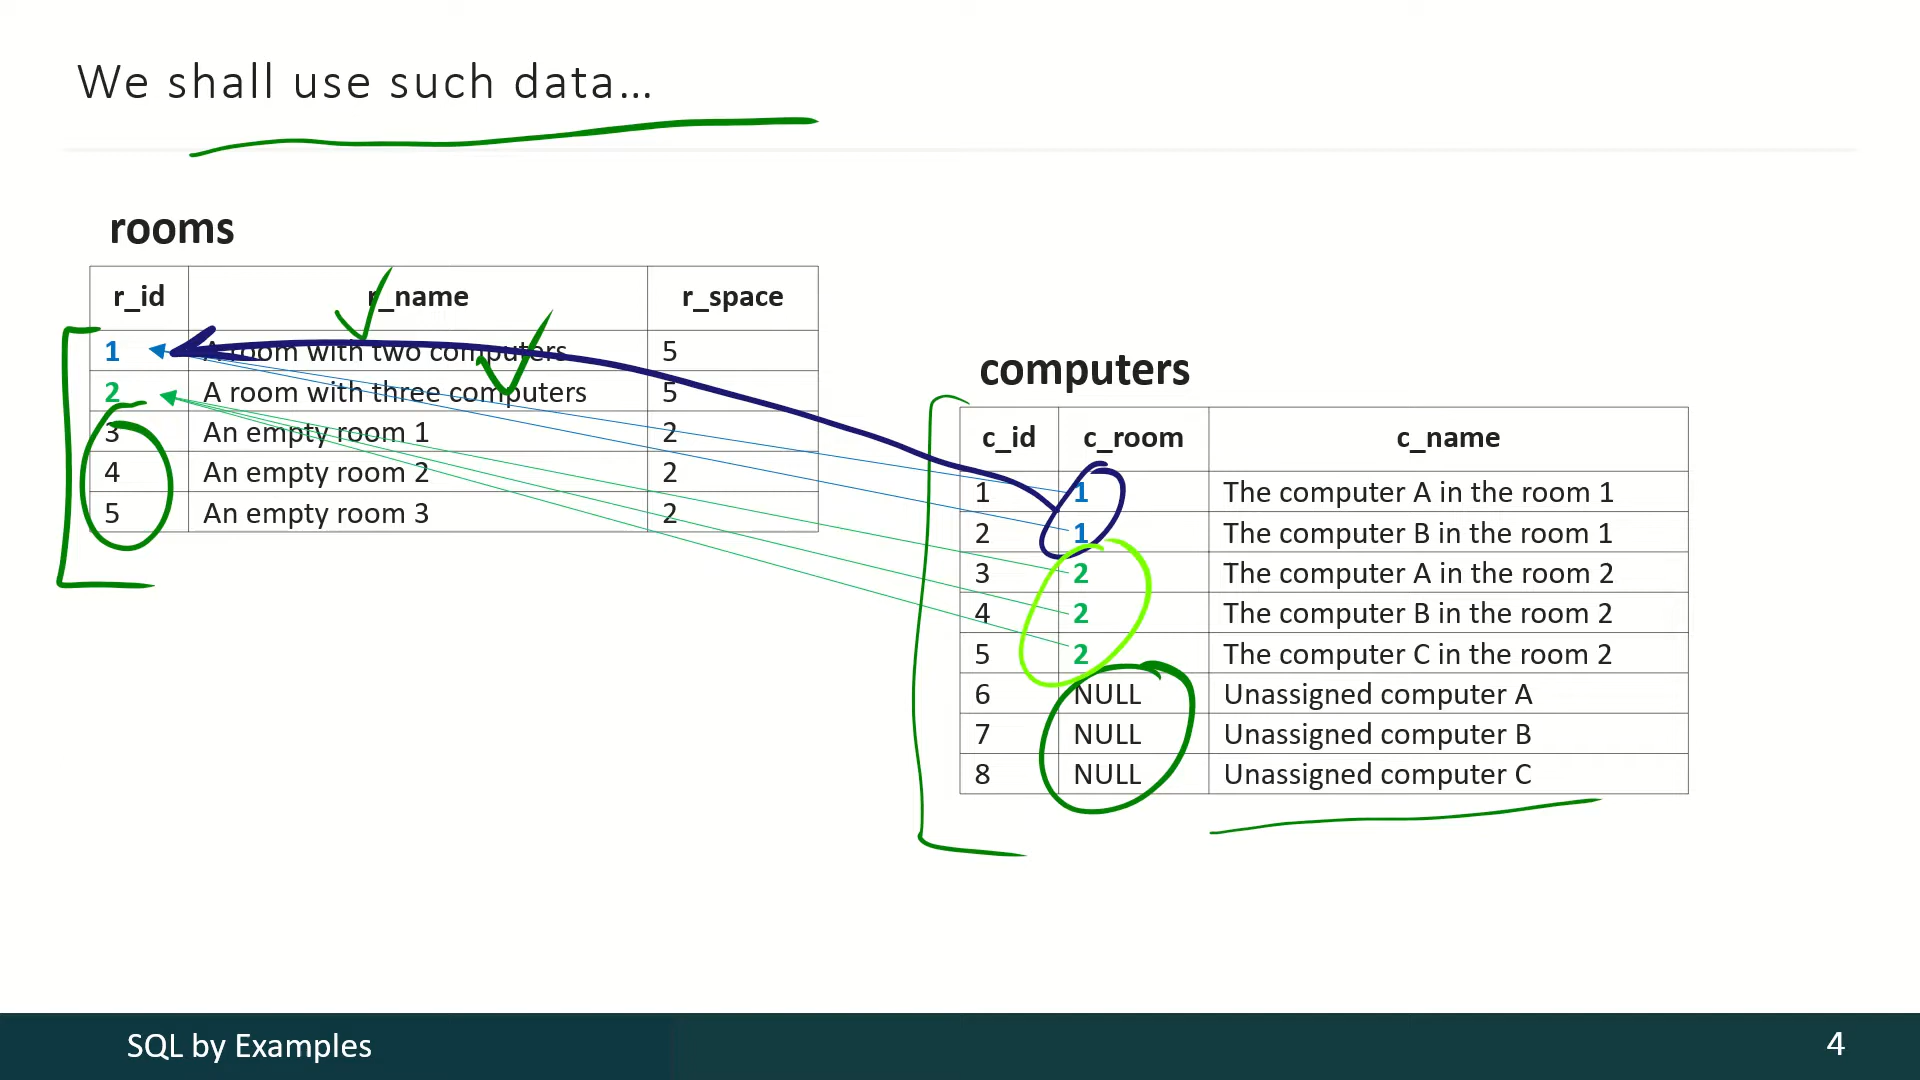 We shall use such data...
rooms
r_id r_name r_space
1 A room with two computers 5
2 A room with three computers 5
3 An empty room 1 2
4 An empty room 2 2
5 An empty room 3 2
computers
c_id c_room c_name
1 1 The computer A in the room 1
2 1 The computer B in the room 1
3 2 The computer A in the room 2
4 2 The computer B in the room 2
5 2 The computer C in the room 2
6 NULL Unassigned computer A
7 NULL Unassigned computer B
8 NULL Unassigned computer C
SQL by Examples 4